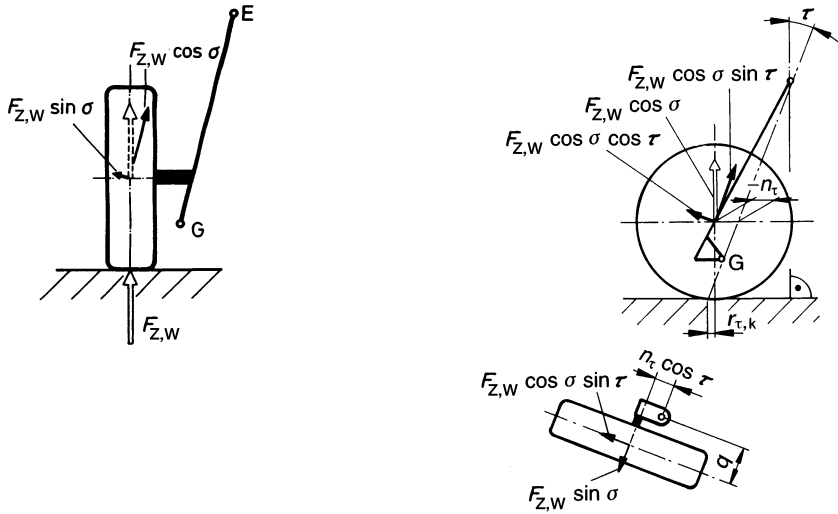 E
F_Z,W cos σ
F_Z,W sin σ
G
F_Z,W
τ
F_Z,W cos σ sin τ
F_Z,W cos σ
F_Z,W cos σ cos τ
-n_τ
G
r_τ,k
n_τ cos τ
F_Z,W cos σ sin τ
q
F_Z,W sin σ